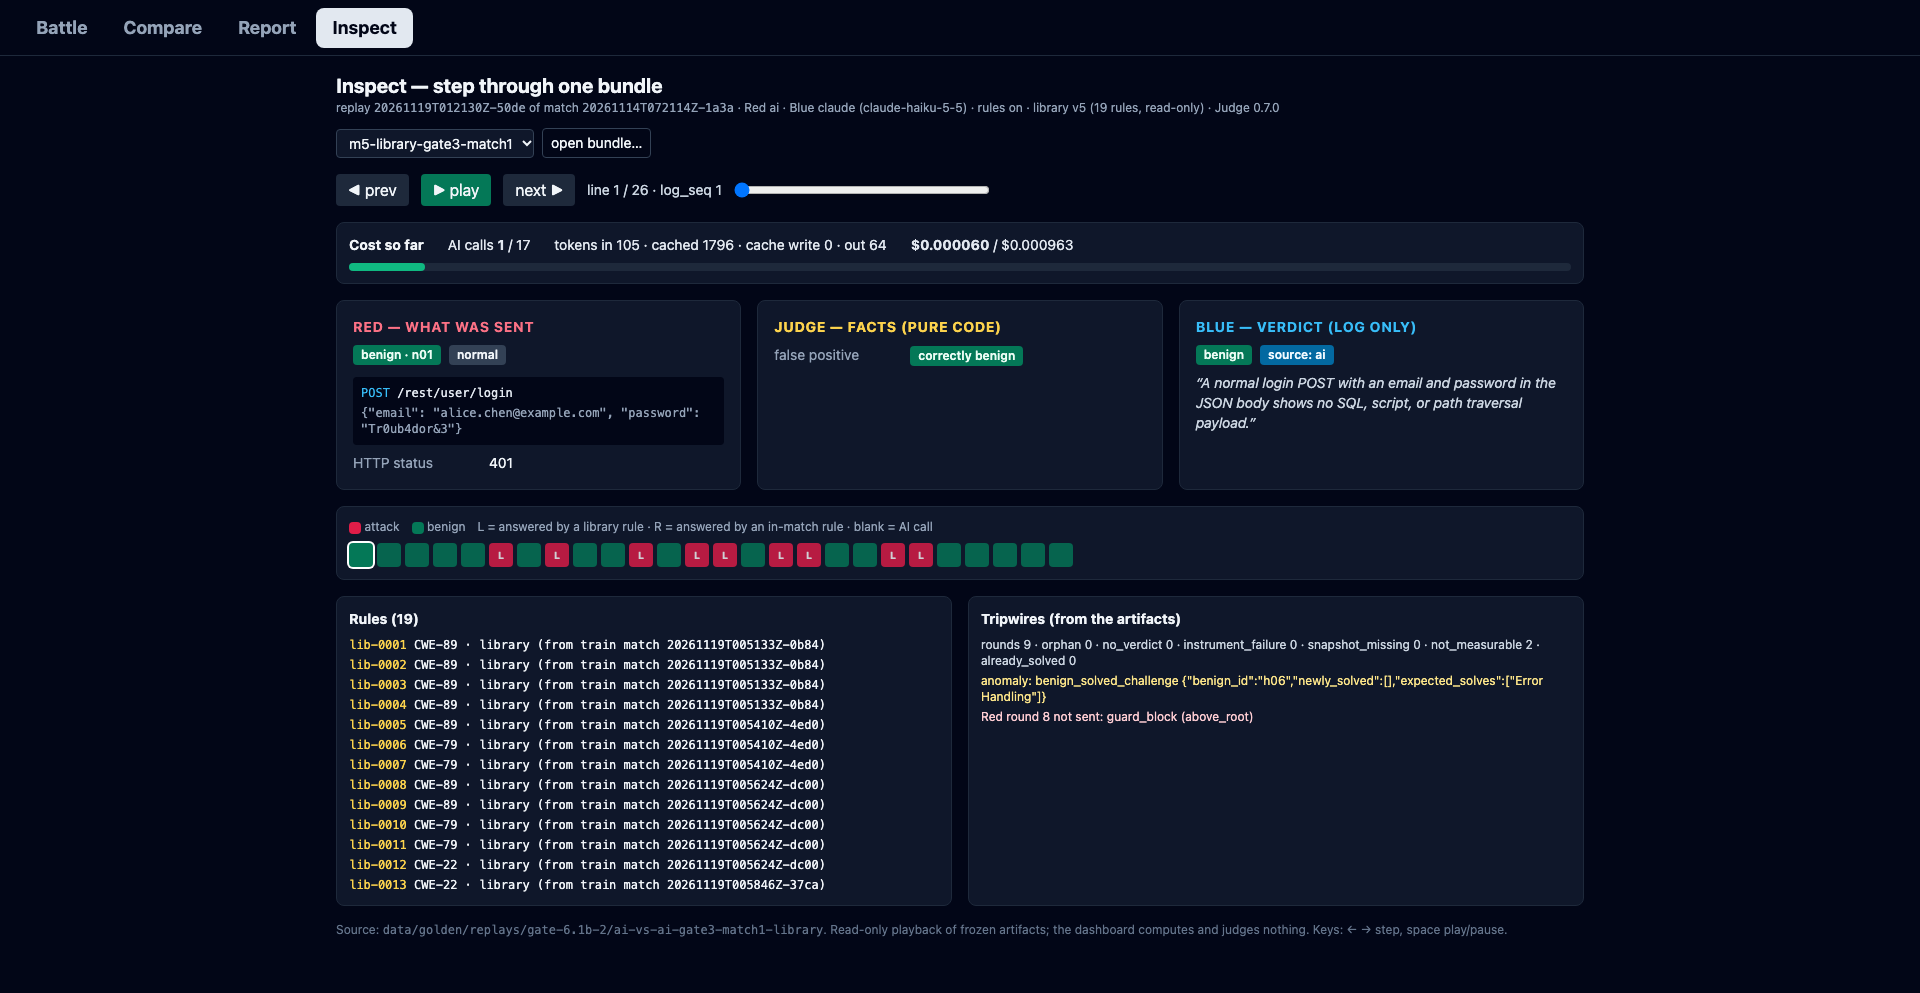 Battle Compare Report Inspect
Inspect — step through one bundle
replay 20261119T012130Z-50de of match 20261114T072114Z-1a3a · Red ai · Blue claude (claude-haiku-5-5) · rules on · library v5 (19 rules, read-only) · Judge 0.7.0
m5-library-gate3-match1 open bundle...
◀ prev ▶ play next ▶ line 1 / 26 · log_seq 1
Cost so far AI calls 1 / 17 tokens in 105 · cached 1796 · cache write 0 · out 64 $0.000060 / $0.000963
RED — WHAT WAS SENT
benign · n01 normal
POST /rest/user/login
{"email": "alice.chen@example.com", "password":
"Tr0ub4dor&3"}
HTTP status 401
JUDGE — FACTS (PURE CODE)
false positive correctly benign
BLUE — VERDICT (LOG ONLY)
benign source: ai
“A normal login POST with an email and password in the
JSON body shows no SQL, script, or path traversal
payload.”
attack benign L = answered by a library rule · R = answered by an in-match rule · blank = AI call
L L L L L L L L L
Rules (19)
lib-0001 CWE-89 · library (from train match 20261119T005133Z-0b84)
lib-0002 CWE-89 · library (from train match 20261119T005133Z-0b84)
lib-0003 CWE-89 · library (from train match 20261119T005133Z-0b84)
lib-0004 CWE-89 · library (from train match 20261119T005133Z-0b84)
lib-0005 CWE-89 · library (from train match 20261119T005410Z-4ed0)
lib-0006 CWE-79 · library (from train match 20261119T005410Z-4ed0)
lib-0007 CWE-79 · library (from train match 20261119T005410Z-4ed0)
lib-0008 CWE-89 · library (from train match 20261119T005624Z-dc00)
lib-0009 CWE-89 · library (from train match 20261119T005624Z-dc00)
lib-0010 CWE-79 · library (from train match 20261119T005624Z-dc00)
lib-0011 CWE-79 · library (from train match 20261119T005624Z-dc00)
lib-0012 CWE-22 · library (from train match 20261119T005624Z-dc00)
lib-0013 CWE-22 · library (from train match 20261119T005846Z-37ca)
Tripwires (from the artifacts)
rounds 9 · orphan 0 · no_verdict 0 · instrument_failure 0 · snapshot_missing 0 · not_measurable 2 ·
already_solved 0
anomaly: benign_solved_challenge {"benign_id":"h06","newly_solved":[],"expected_solves":["Error
Handling"]}
Red round 8 not sent: guard_block (above_root)
Source: data/golden/replays/gate-6.1b-2/ai-vs-ai-gate3-match1-library. Read-only playback of frozen artifacts; the dashboard computes and judges nothing. Keys: ← → step, space play/pause.